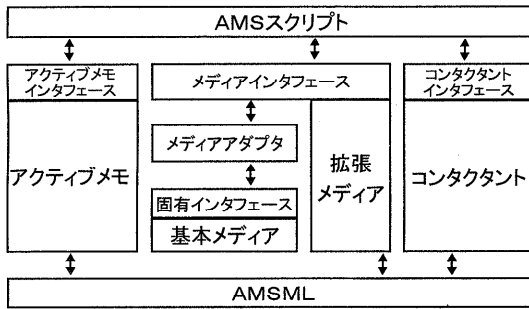 AMSスクリプト
アクティブメモ
インタフェース
メディアインタフェース
コンタクタント
インタフェース
メディアアダプタ
アクティブメモ
拡張
メディア
コンタクタント
固有インタフェース
基本メディア
AMSML